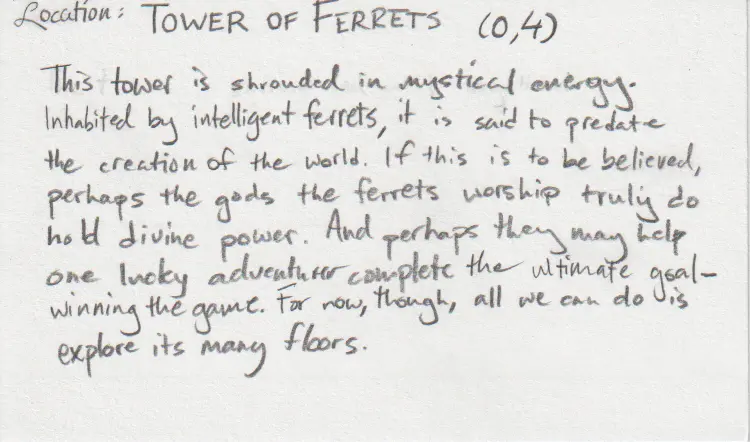 Location: TOWER OF FERRETS (0,4)
This tower is shrouded in mystical energy.
Inhabited by intelligent ferrets, it is said to predate
the creation of the world. If this is to be believed,
perhaps the gods the ferrets worship truly do
hold divine power. And perhaps they may help
one lucky adventurer complete the ultimate goal-
winning the game. For now, though, all we can do is
explore its many floors.